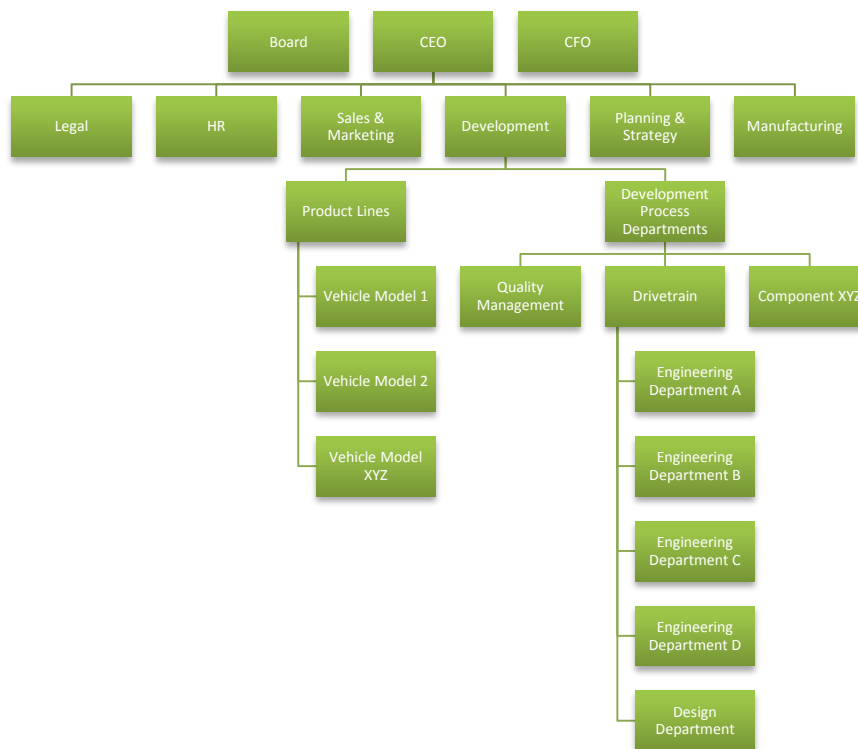 Board
CEO
CFO
Legal
HR
Sales &
Marketing
Development
Planning &
Strategy
Manufacturing
Product Lines
Development
Process
Departments
Vehicle Model 1
Quality
Management
Drivetrain
Component XYZ
Vehicle Model 2
Engineering
Department A
Vehicle Model
XYZ
Engineering
Department B
Engineering
Department C
Engineering
Department D
Design
Department